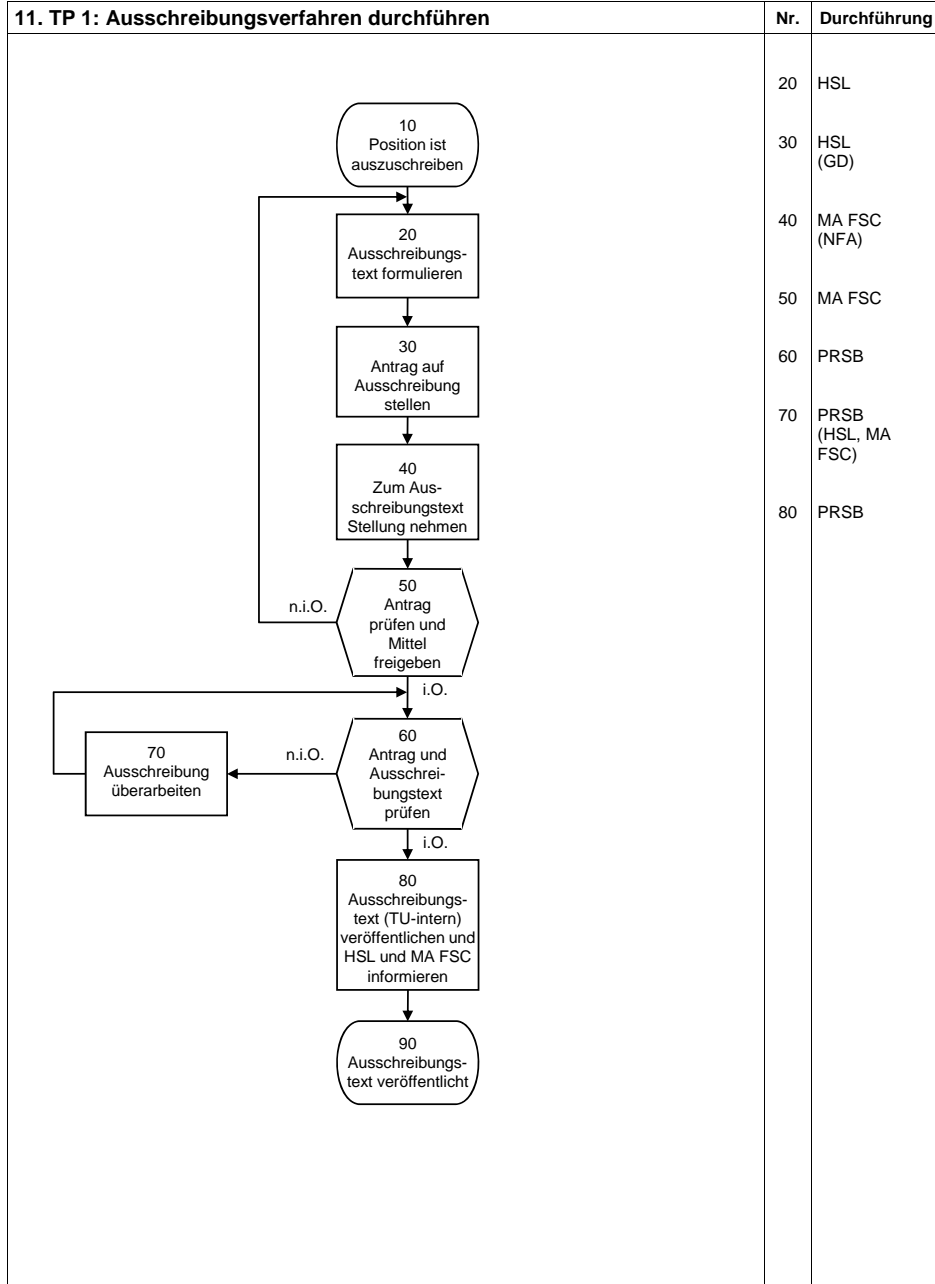 11. TP 1: Ausschreibungsverfahren durchführen
Nr.
Durchführung
10
Position ist
auszuschreiben
20
Ausschreibungs-
text formulieren
30
Antrag auf
Ausschreibung
stellen
40
Zum Aus-
schreibungstext
Stellung nehmen
50
Antrag
prüfen und
Mittel
freigeben
n.i.O.
i.O.
60
Antrag und
Ausschrei-
bungstext
prüfen
n.i.O.
70
Ausschreibung
überarbeiten
i.O.
80
Ausschreibungs-
text (TU-intern)
veröffentlichen und
HSL und MA FSC
informieren
90
Ausschreibungs-
text veröffentlicht
20 HSL
30 HSL
(GD)
40 MA FSC
(NFA)
50 MA FSC
60 PRSB
70 PRSB
(HSL, MA
FSC)
80 PRSB